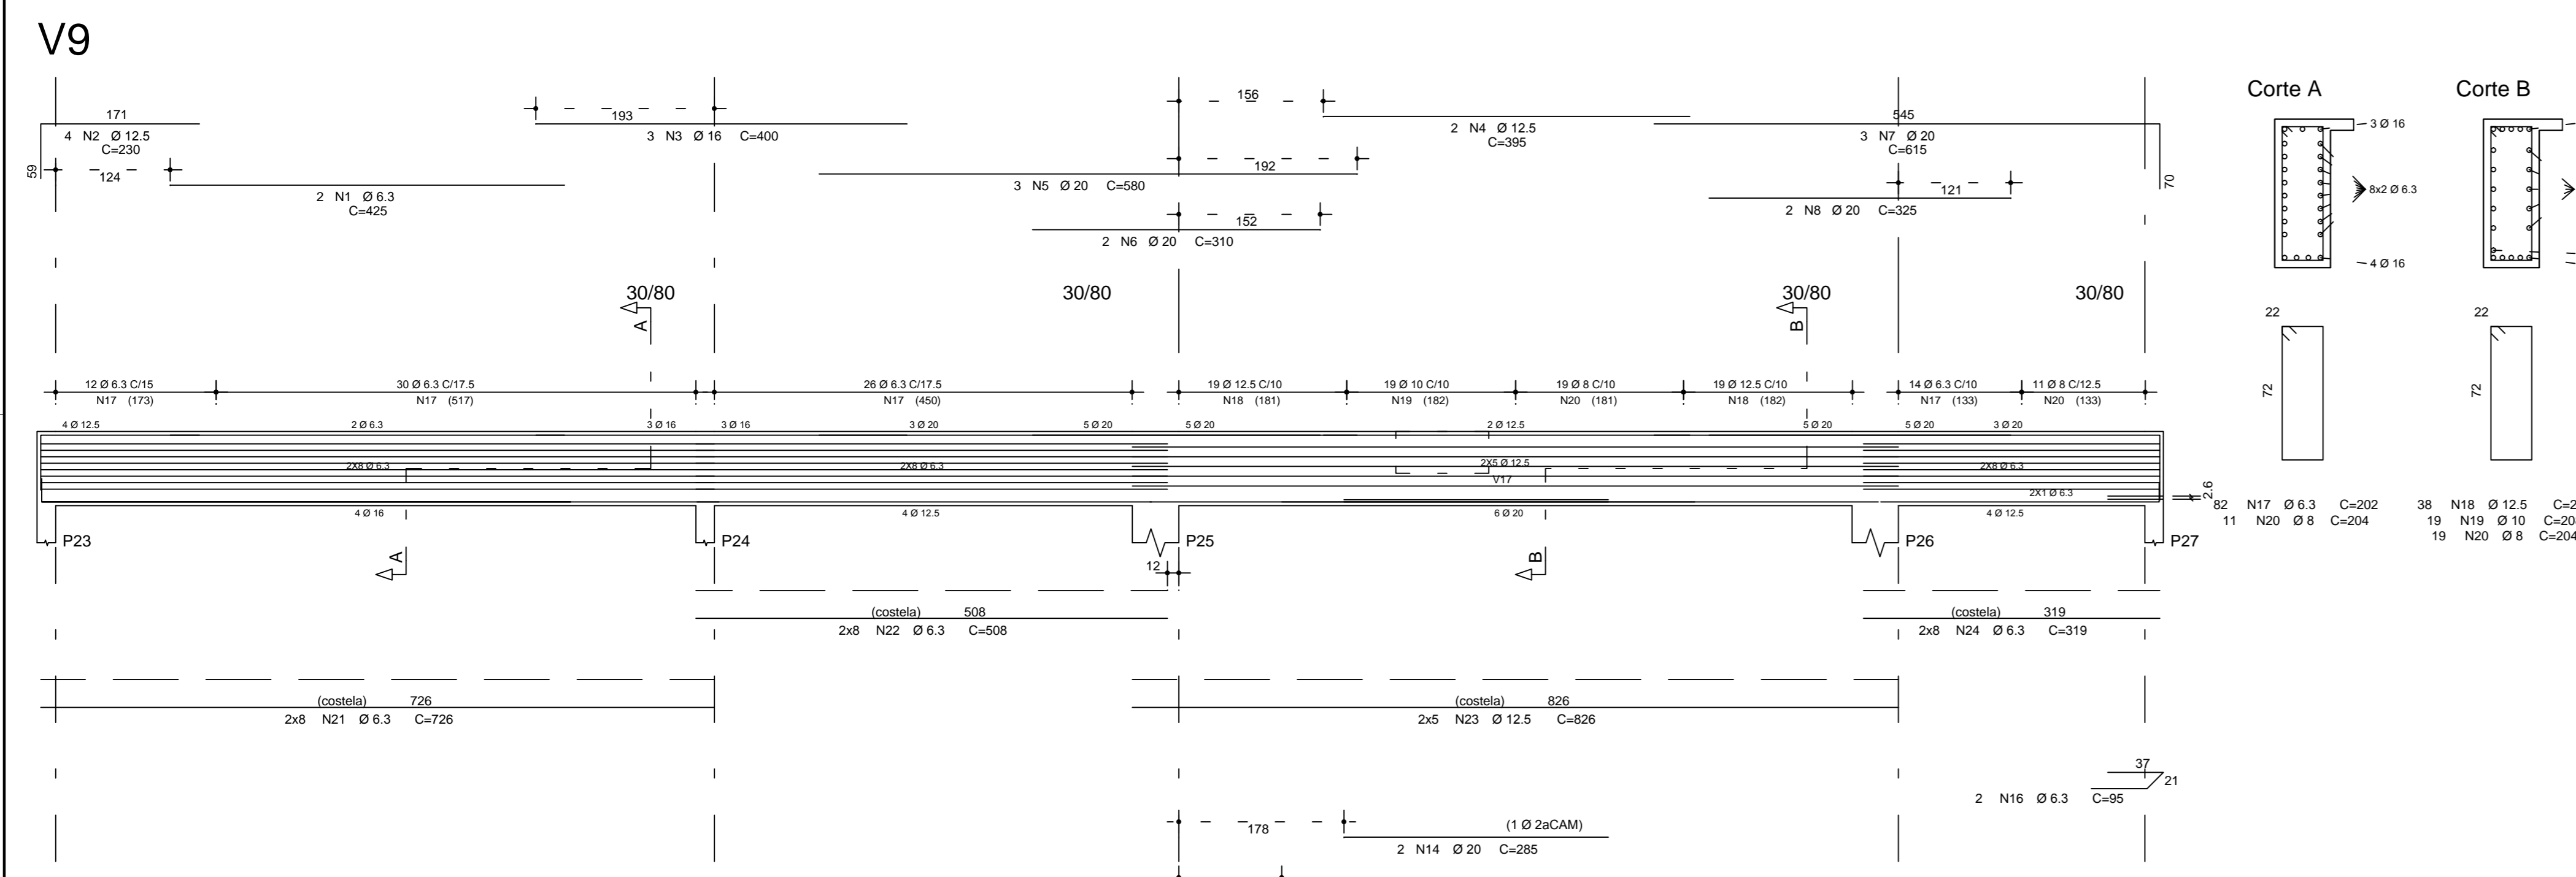 V9
Corte A
Corte B
171
4 N2 Ø 12.5
C=230
59
124
2 N1 Ø 6.3
C=425
193
3 N3 Ø 16 C=400
156
2 N4 Ø 12.5
C=395
192
3 N5 Ø 20 C=580
152
2 N6 Ø 20 C=310
545
3 N7 Ø 20
C=615
70
121
2 N8 Ø 20 C=325
3 Ø 16
8x2 Ø 6.3
4 Ø 16
30/80
30/80
30/80
30/80
A
B
22
22
72
72
12 Ø 6.3 C/15
N17 (173)
30 Ø 6.3 C/17.5
N17 (517)
26 Ø 6.3 C/17.5
N17 (450)
19 Ø 12.5 C/10
N18 (181)
19 Ø 10 C/10
N19 (182)
19 Ø 8 C/10
N20 (181)
19 Ø 12.5 C/10
N18 (182)
14 Ø 6.3 C/10
N17 (133)
11 Ø 8 C/12.5
N20 (133)
4 Ø 12.5
2 Ø 6.3
3 Ø 16
3 Ø 16
3 Ø 20
5 Ø 20
5 Ø 20
2 Ø 12.5
5 Ø 20
5 Ø 20
3 Ø 20
2X8 Ø 6.3
2X8 Ø 6.3
2X5 Ø 12.5
V17
2X8 Ø 6.3
2X1 Ø 6.3
2.6
4 Ø 16
4 Ø 12.5
6 Ø 20
4 Ø 12.5
82 N17 Ø 6.3 C=202
11 N20 Ø 8 C=204
38 N18 Ø 12.5
19 N19 Ø 10
19 N20 Ø 8 C=204
P23
P24
P25
P26
P27
A
B
12
(costela) 508
2x8 N22 Ø 6.3 C=508
(costela) 319
2x8 N24 Ø 6.3 C=319
(costela) 726
2x8 N21 Ø 6.3 C=726
(costela) 826
2x5 N23 Ø 12.5 C=826
37
21
2 N16 Ø 6.3 C=95
178
(1 Ø 2aCAM)
2 N14 Ø 20 C=285